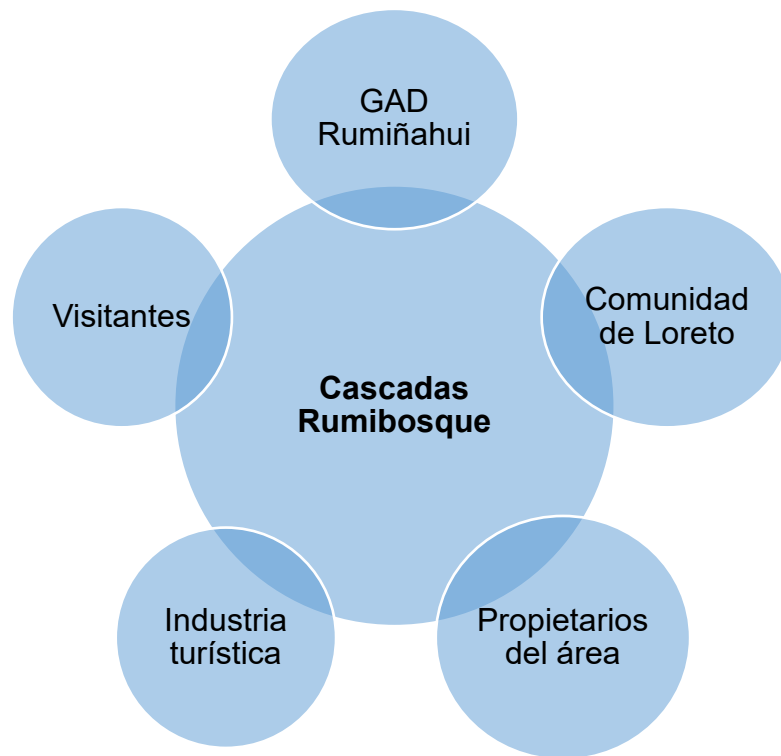 GAD
Rumiñahui
Visitantes
Comunidad
de Loreto
Cascadas
Rumibosque
Industria
turística
Propietarios
del área